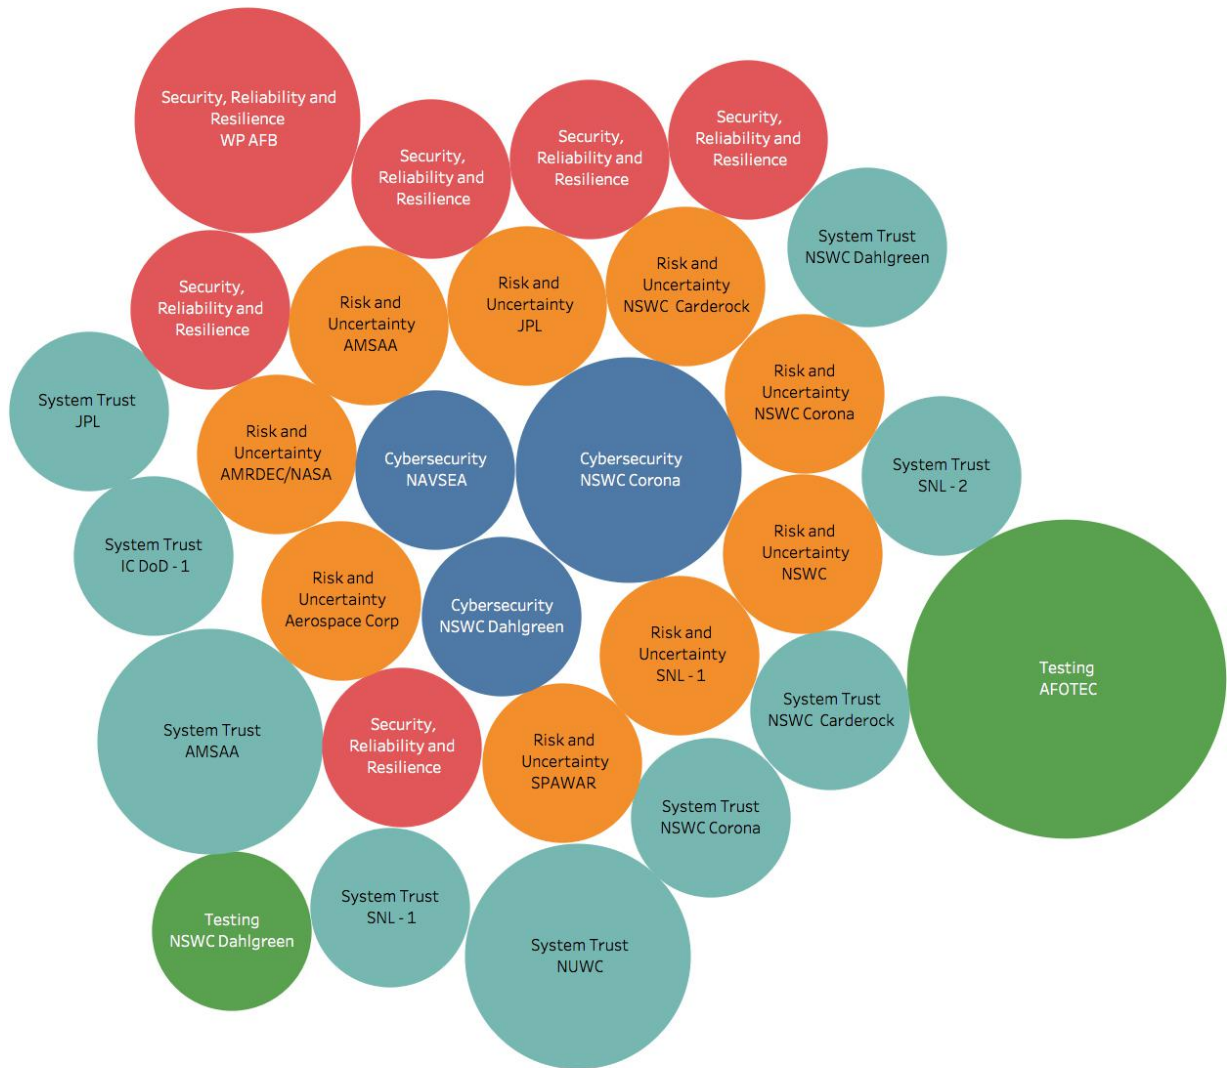 Security, Reliability and
Resilience
WP AFB
Security,
Reliability and
Resilience
Security,
Reliability and
Resilience
Security,
Reliability and
Resilience
System Trust
NSWC Dahlgreen
Security,
Reliability and
Resilience
Risk and
Uncertainty
AMSAA
Risk and
Uncertainty
JPL
Risk and
Uncertainty
NSWC Carderock
Risk and
Uncertainty
NSWC Corona
System Trust
JPL
Risk and
Uncertainty
AMRDEC/NASA
Cybersecurity
NAVSEA
Cybersecurity
NSWC Corona
System Trust
SNL - 2
System Trust
IC DoD - 1
Risk and
Uncertainty
Aerospace Corp
Cybersecurity
NSWC Dahlgreen
Risk and
Uncertainty
NSWC
Risk and
Uncertainty
SNL - 1
Testing
AFOTEC
System Trust
AMSAA
Security,
Reliability and
Resilience
Risk and
Uncertainty
SPAWAR
System Trust
NSWC Carderock
System Trust
NSWC Corona
Testing
NSWC Dahlgreen
System Trust
SNL - 1
System Trust
NUWC